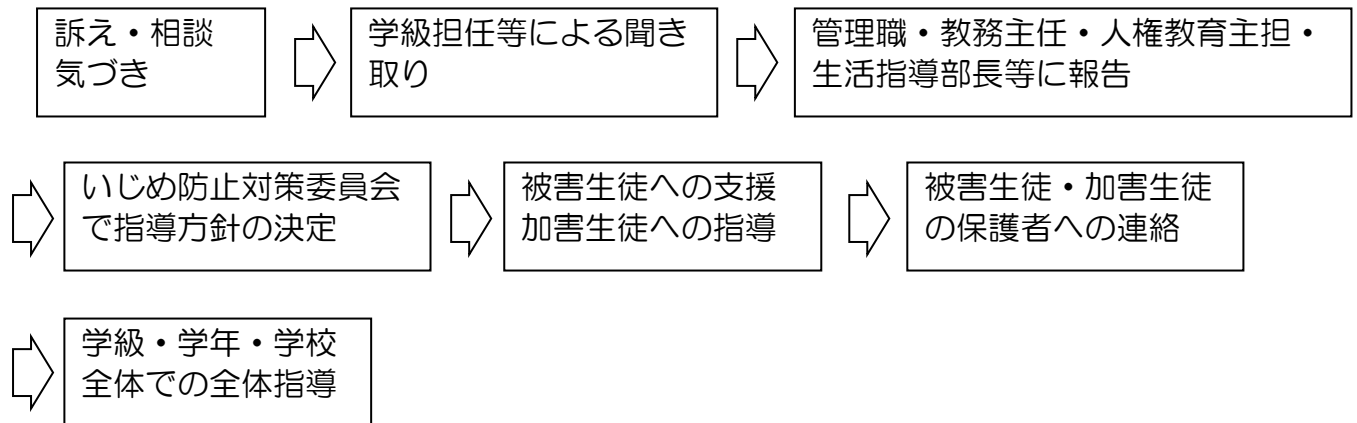 訴え・相談
気づき
学級担任等による聞き
取り
管理職・教務主任・人権教育主担・
生活指導部長等に報告
いじめ防止対策委員会
で指導方針の決定
被害生徒への支援
加害生徒への指導
被害生徒・加害生徒
の保護者への連絡
学級・学年・学校
全体での全体指導